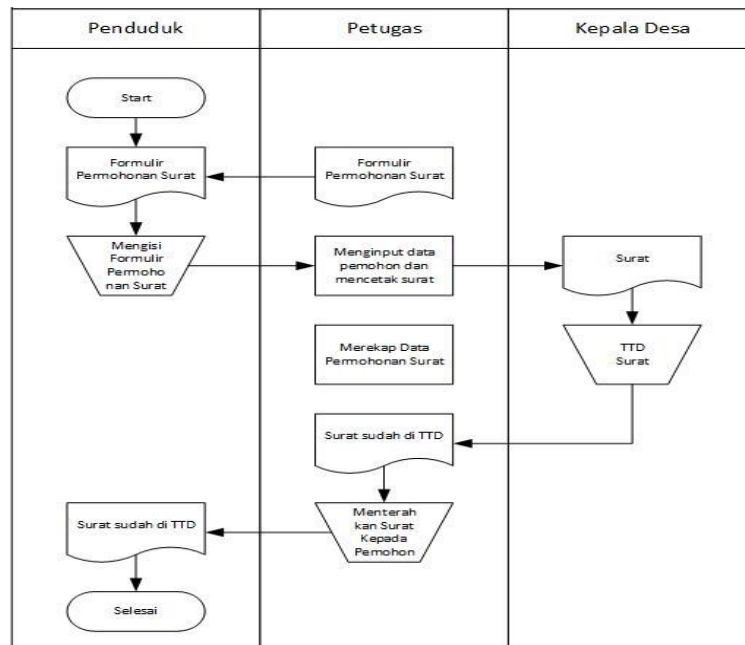 Penduduk
Petugas
Kepala Desa
Start
Formulir
Permohonan Surat
Formulir
Permohonan Surat
Mengisi
Formulir
Permoho
nan Surat
Menginput data
pemohon dan
mencetak surat
Surat
Merekap Data
Permohonan Surat
TTD
Surat
Surat sudah di TTD
Menterah
kan Surat
Kepada
Pemohon
Surat sudah di TTD
Selesai